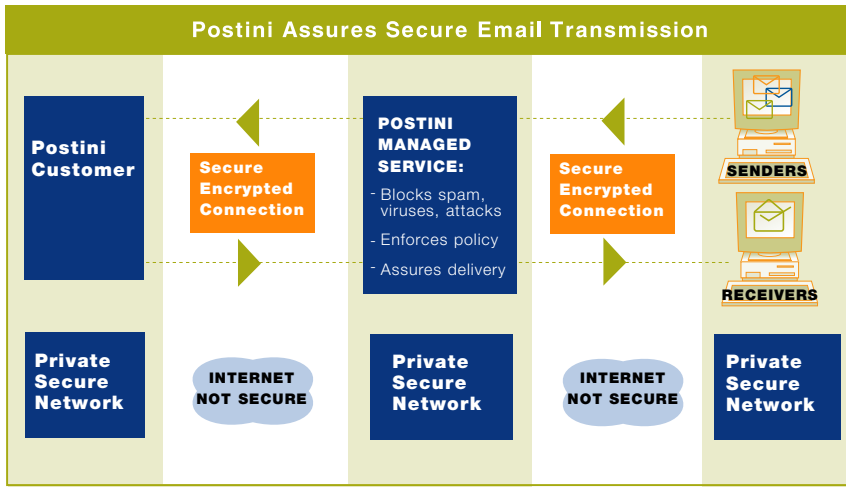 Postini Assures Secure Email Transmission
Postini
Customer
Secure
Encrypted
Connection
POSTINI
MANAGED
SERVICE:
- Blocks spam,
viruses, attacks
- Enforces policy
- Assures delivery
Secure
Encrypted
Connection
SENDERS
RECEIVERS
Private
Secure
Network
INTERNET
NOT SECURE
Private
Secure
Network
INTERNET
NOT SECURE
Private
Secure
Network